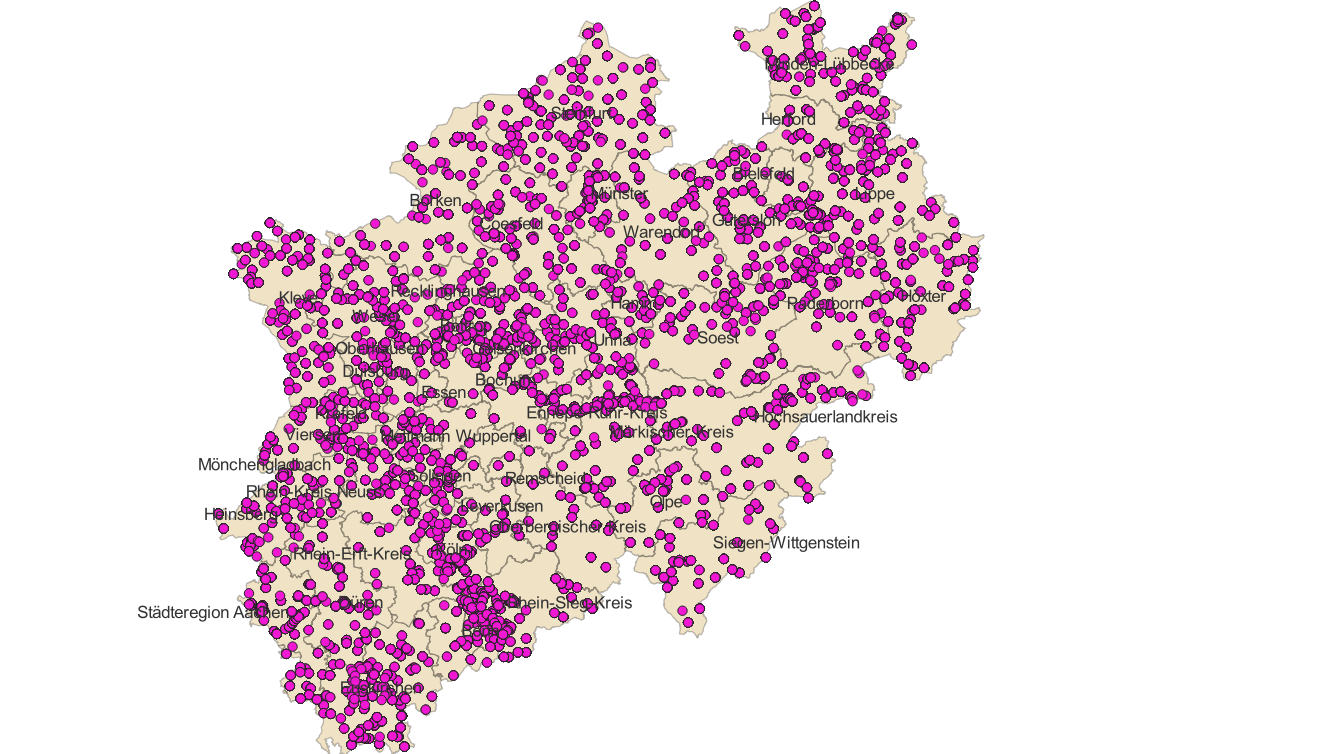 Minden-Lübbecke
Steinfurt
Herford
Bielefeld
Münster
Lippe
Borken
Coesfeld
Gütersloh
Warendorf
Recklinghausen
Kleve
Hamm
Paderborn
Höxter
Wesel
Bottrop
Unna
Soest
Oberhausen
Gelsenkirchen
Duisburg
Bochum
Essen
Krefeld
Ennepe-Ruhr-Kreis
Hochsauerlandkreis
Viersen
Mettmann
Wuppertal
Märkischer Kreis
Mönchengladbach
Solingen
Remscheid
Rhein-Kreis Neuss
Olpe
Leverkusen
Heinsberg
Oberbergischer-Kreis
Siegen-Wittgenstein
Rhein-Erft-Kreis
Köln
Düren
Rhein-Sieg-Kreis
Städteregion Aachen
Bonn
Euskirchen